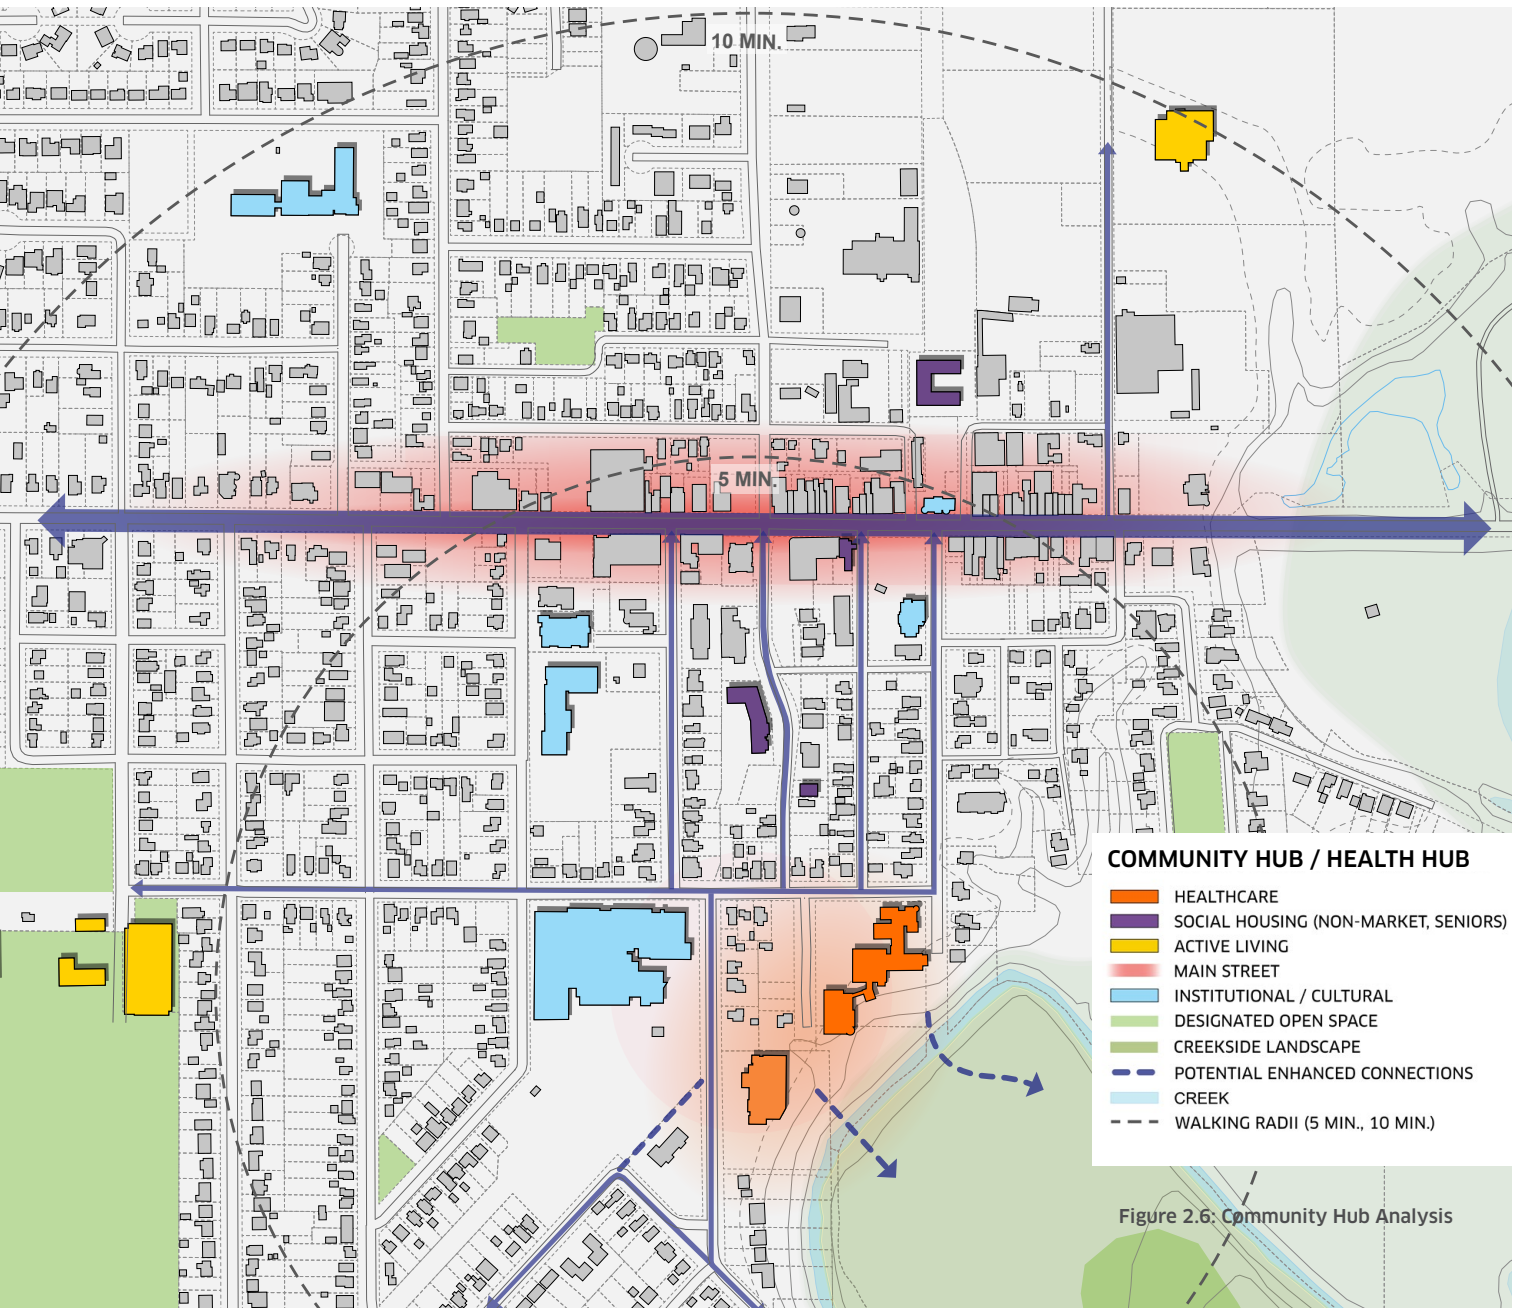 10 MIN.
5 MIN.
COMMUNITY HUB / HEALTH HUB
HEALTHCARE
SOCIAL HOUSING (NON-MARKET, SENIORS)
ACTIVE LIVING
MAIN STREET
INSTITUTIONAL / CULTURAL
DESIGNATED OPEN SPACE
CREEKSIDE LANDSCAPE
POTENTIAL ENHANCED CONNECTIONS
CREEK
WALKING RADII (5 MIN., 10 MIN.)
Figure 2.6: Community Hub Analysis